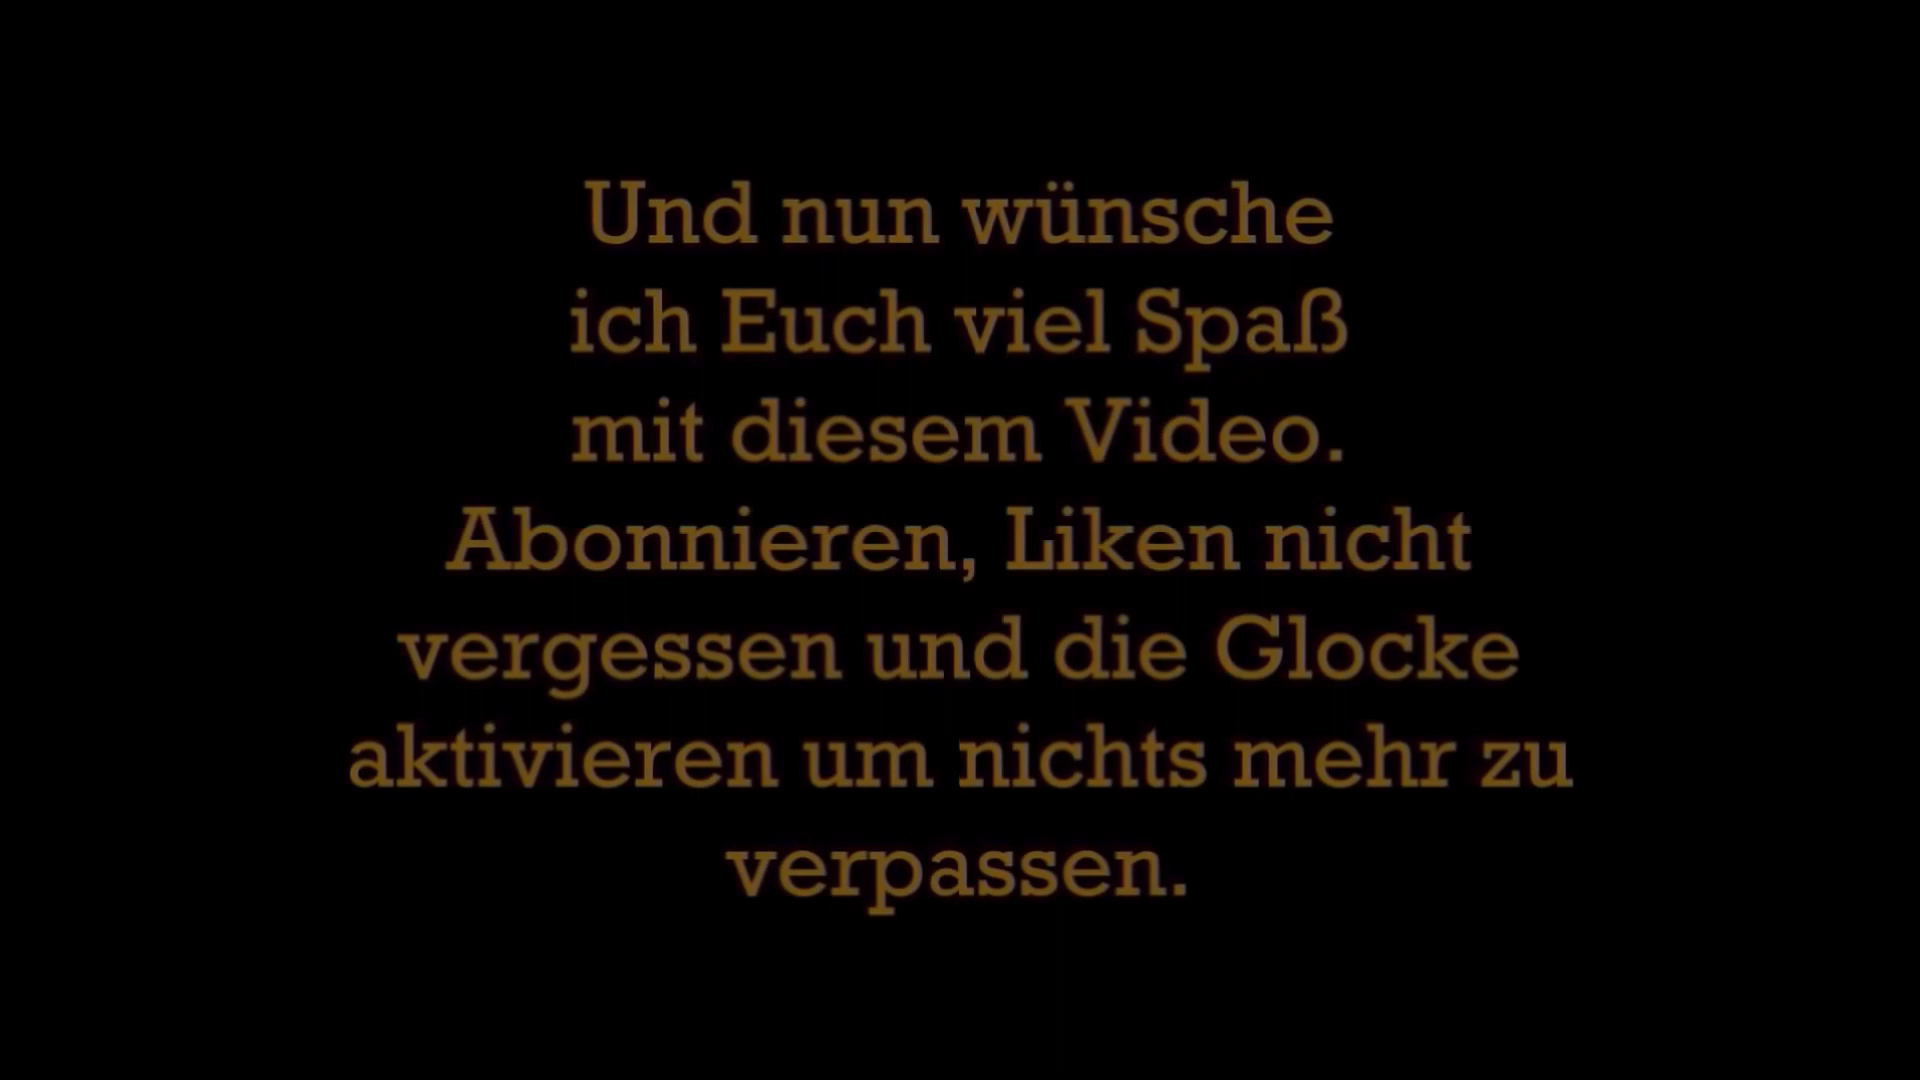 Und nun wünsche
ich Euch viel Spaß
mit diesem Video.
Abonnieren, Liken nicht
vergessen und die Glocke
aktivieren um nichts mehr zu
verpassen.